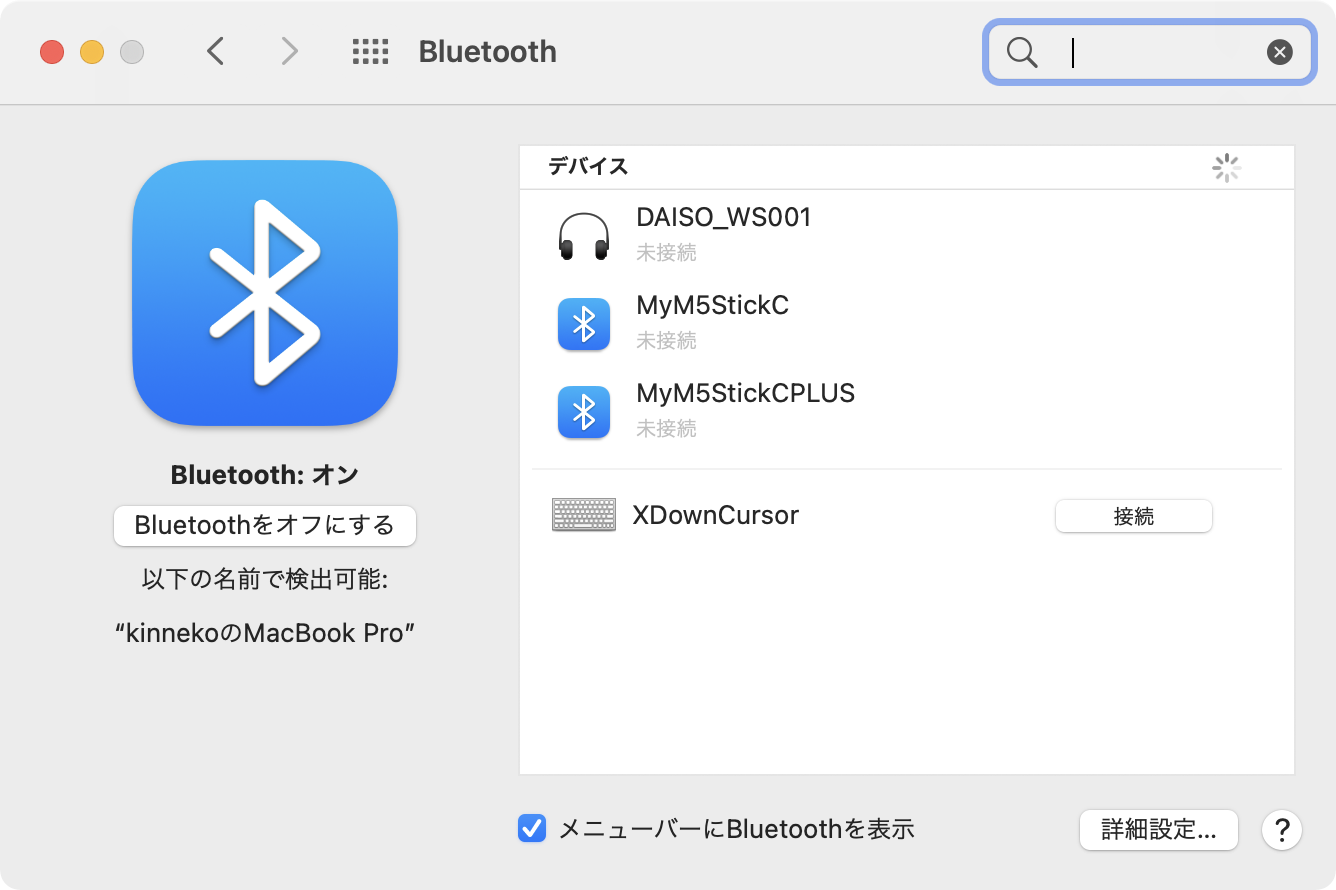 Bluetooth
デバイス
DAISO_WS001
未接続
MyM5StickC
未接続
MyM5StickCPLUS
未接続
XDownCursor
接続
Bluetooth: オン
Bluetoothをオフにする
以下の名前で検出可能:
“kinnekoのMacBook Pro”
メニューバーにBluetoothを表示
詳細設定...
?